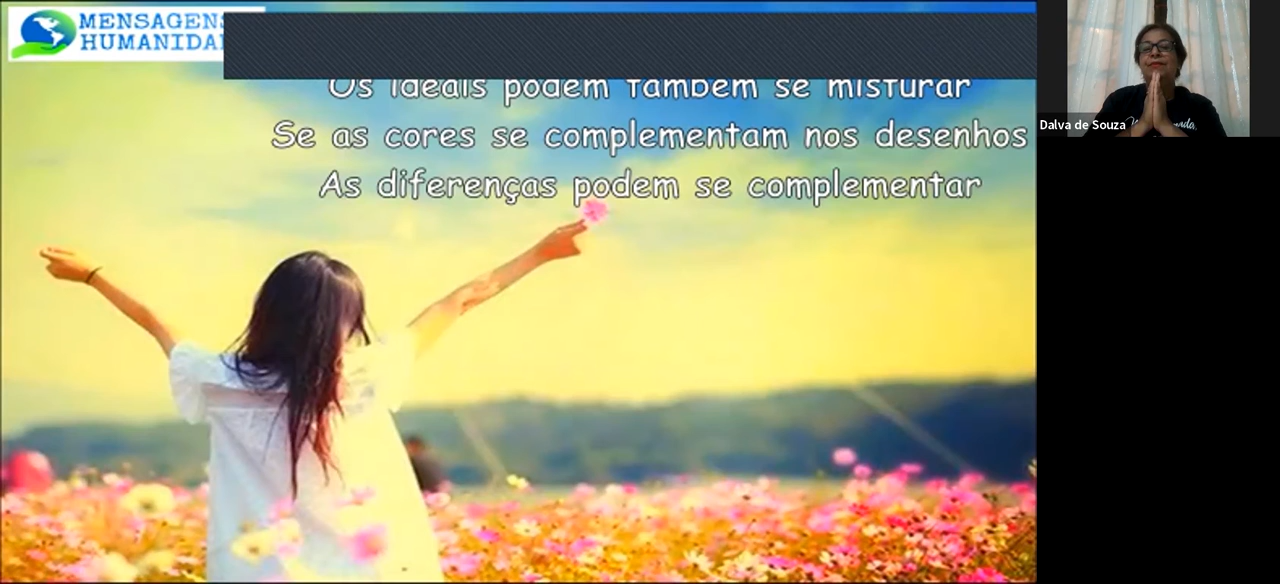 MENSAGENS
HUMANIDA
Os ideais podem também se misturar
Se as cores se complementam nos desenhos
As diferenças podem se complementar
Dalva de Souza